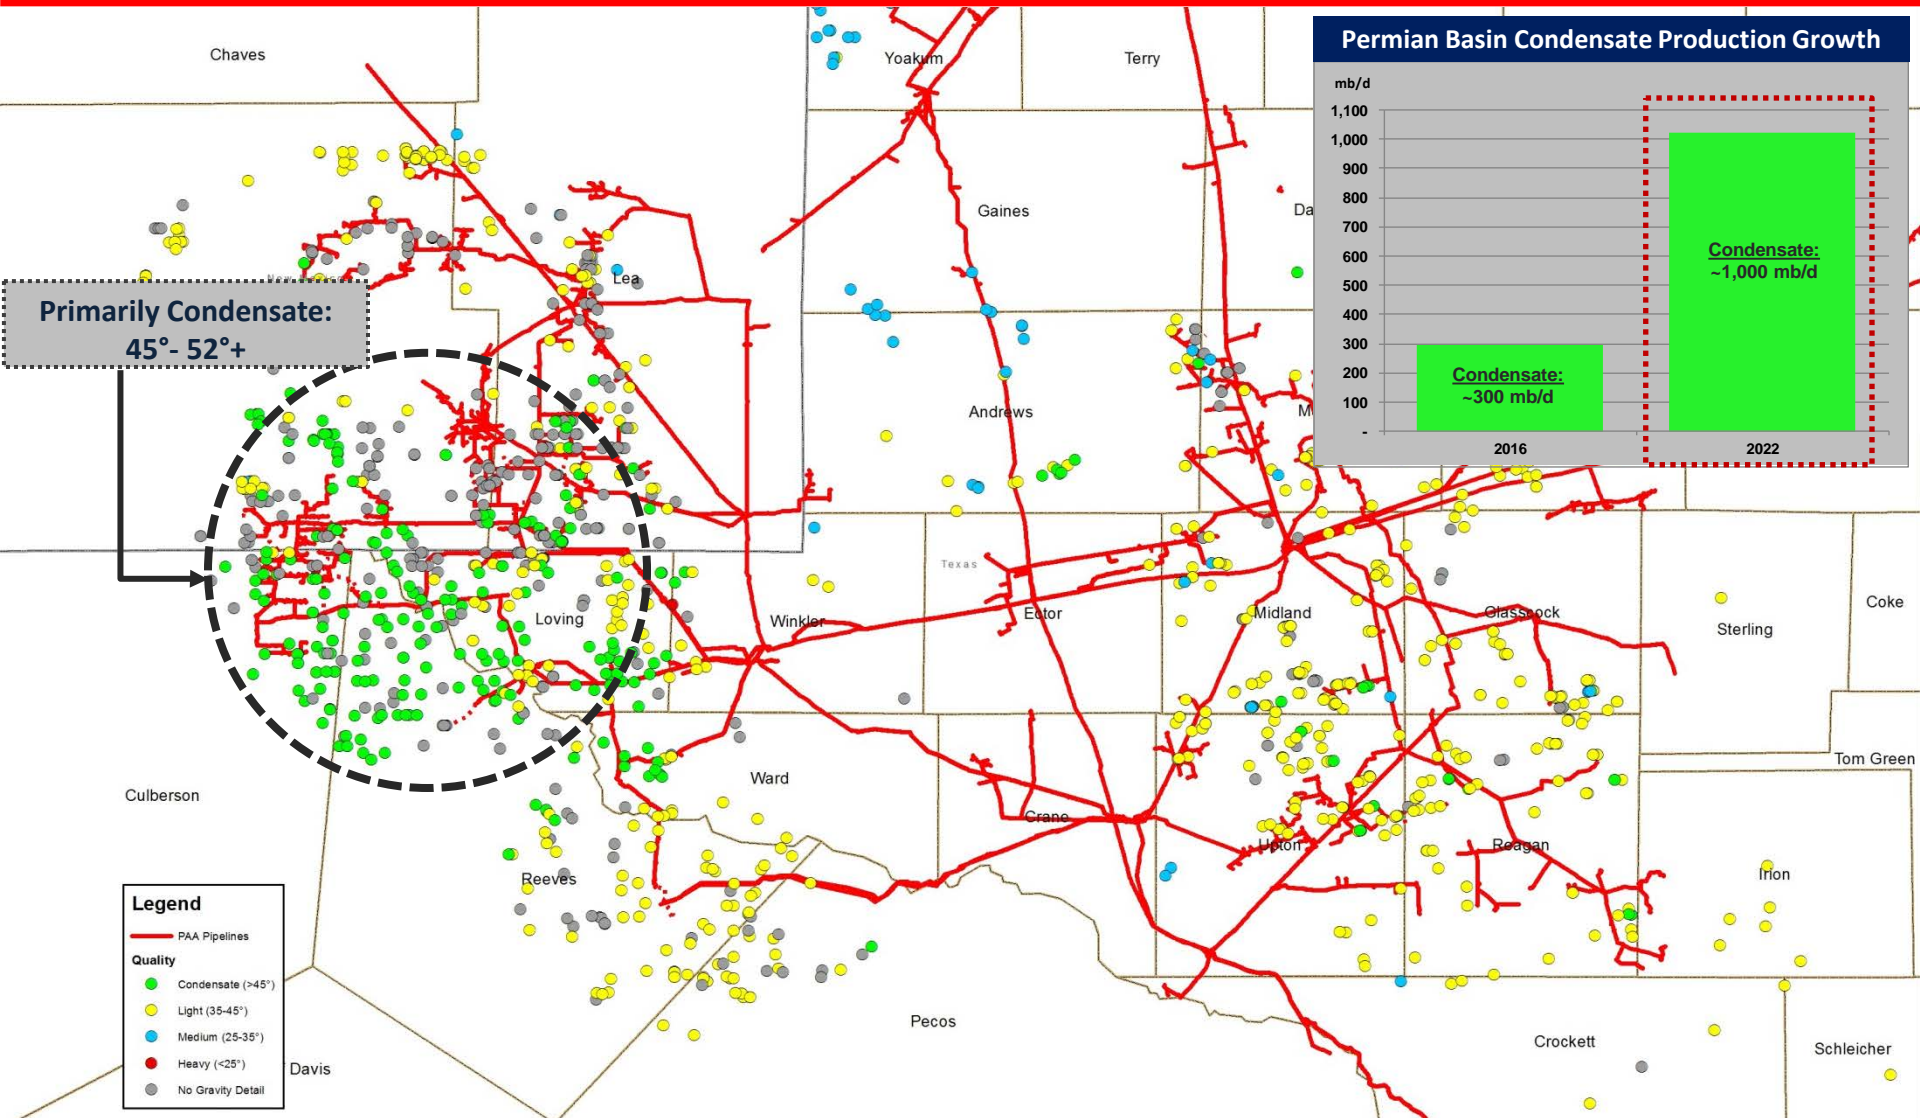 Chaves
Yoakum
Terry
Gaines
Lea
Primarily Condensate:
45°- 52°+
Andrews
Texas
Loving
Winkler
Ector
Midland
Glasscock
Sterling
Coke
Tom Green
Culberson
Ward
Crane
Upton
Reagan
Irion
Reeves
Pecos
Davis
Crockett
Schleicher
Permian Basin Condensate Production Growth
mb/d
1,100
1,000
900
800
700
600
500
400
300
200
100
-
Condensate:
~300 mb/d
Condensate:
~1,000 mb/d
2016
2022
Legend
PAA Pipelines
Quality
Condensate (>45°)
Light (35-45°)
Medium (25-35°)
Heavy (<25°)
No Gravity Detail